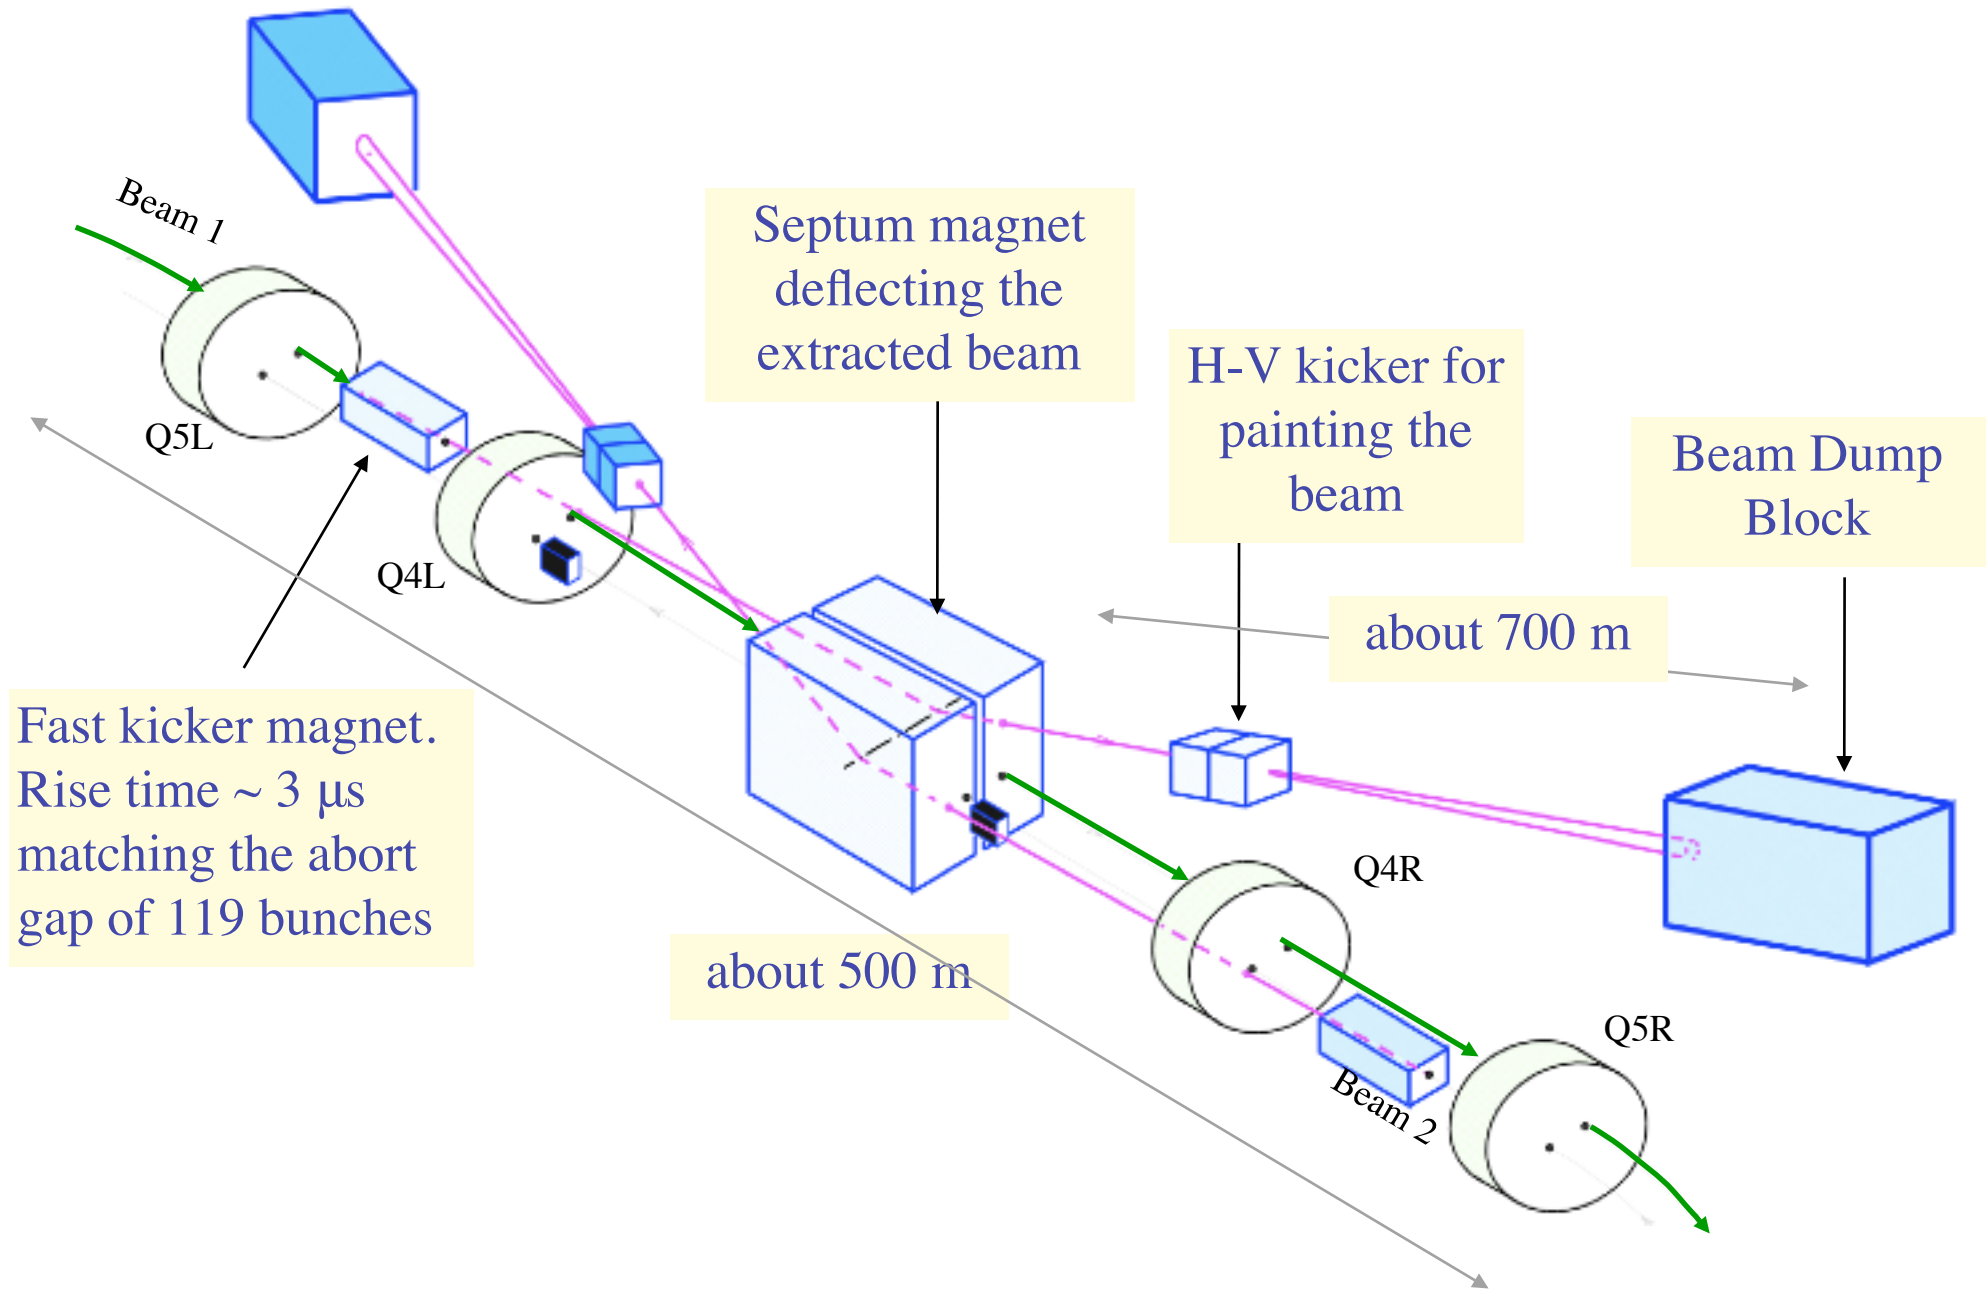 Beam 1
Septum magnet
deflecting the
extracted beam
H-V kicker for
painting the
beam
Beam Dump
Block
Q5L
Q4L
about 700 m
Fast kicker magnet.
Rise time ~ 3 μs
matching the abort
gap of 119 bunches
about 500 m
Q4R
Q5R
Beam 2